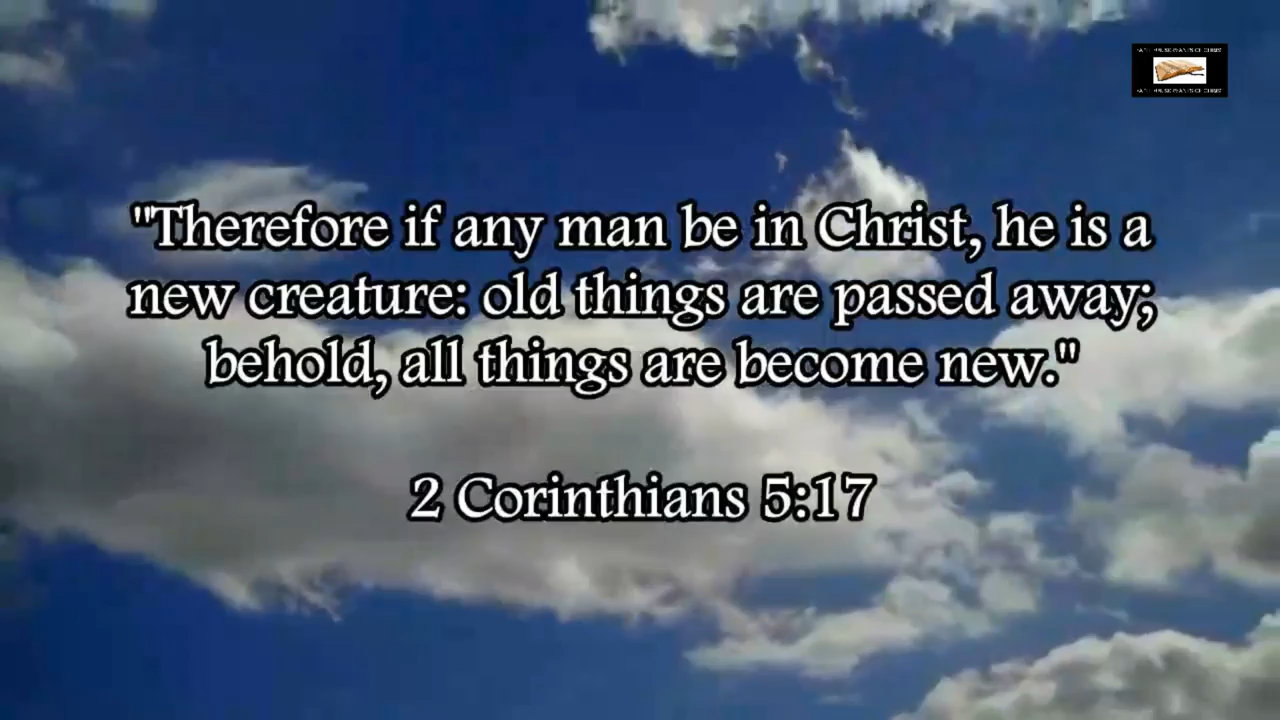 "Therefore if any man be in Christ, he is a
new creature: old things are passed away;
behold, all things are become new."
2 Corinthians 5:17